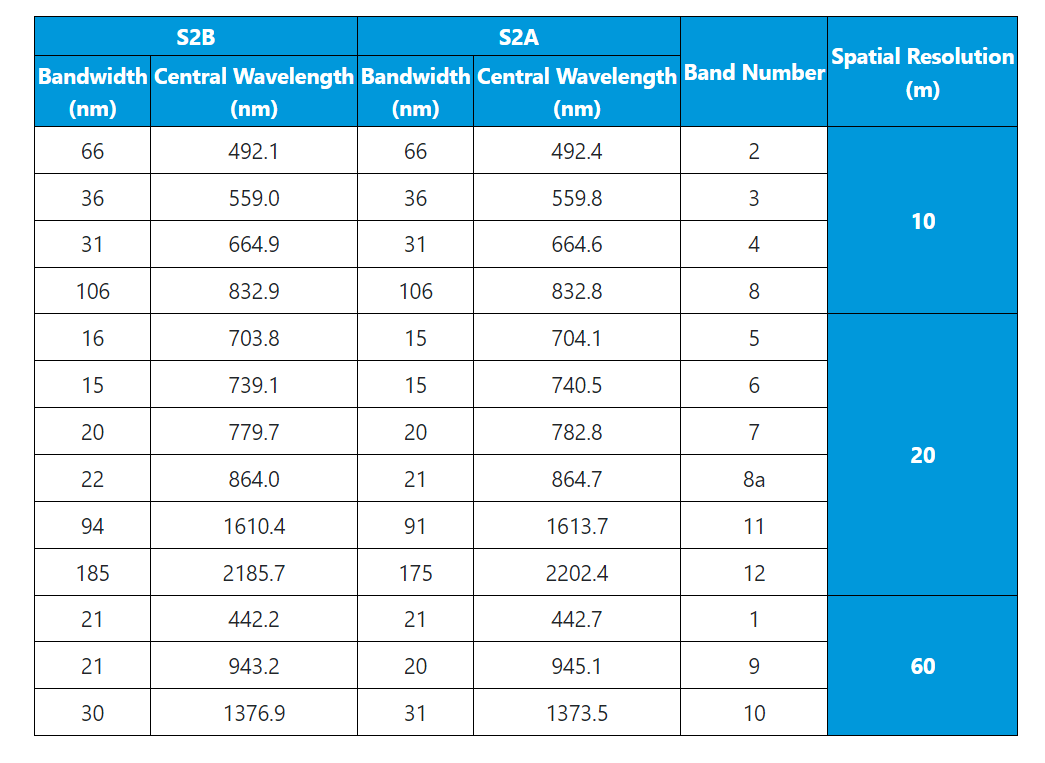 S2B S2A Band Number Spatial Resolution (m)
Bandwidth (nm) Central Wavelength (nm) Bandwidth (nm) Central Wavelength (nm)
66 492.1 66 492.4 2 10
36 559.0 36 559.8 3
31 664.9 31 664.6 4
106 832.9 106 832.8 8
16 703.8 15 704.1 5 20
15 739.1 15 740.5 6
20 779.7 20 782.8 7
22 864.0 21 864.7 8a
94 1610.4 91 1613.7 11
185 2185.7 175 2202.4 12
21 442.2 21 442.7 1 60
21 943.2 20 945.1 9
30 1376.9 31 1373.5 10